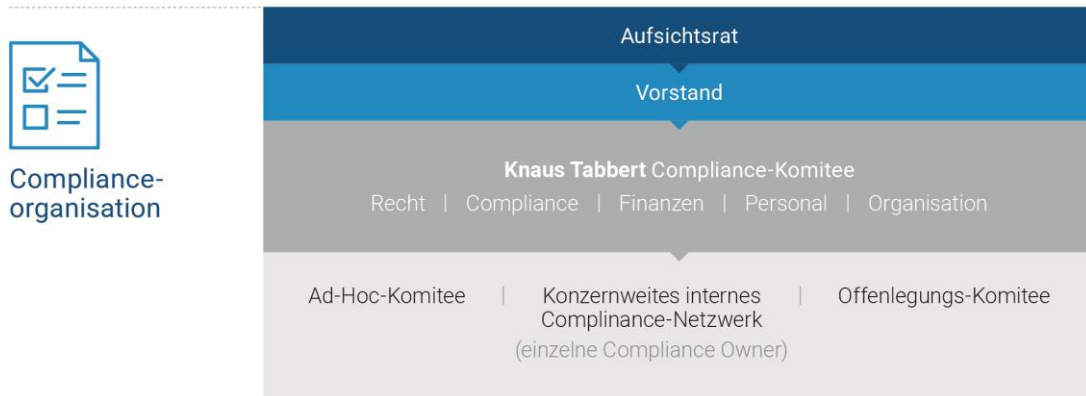 Compliance-
organisation
Aufsichtsrat
Vorstand
Knaus Tabbert Compliance-Komitee
Recht | Compliance | Finanzen | Personal | Organisation
Ad-Hoc-Komitee | Konzernweites internes | Offenlegungs-Komitee
Complinance-Netzwerk
(einzelne Compliance Owner)